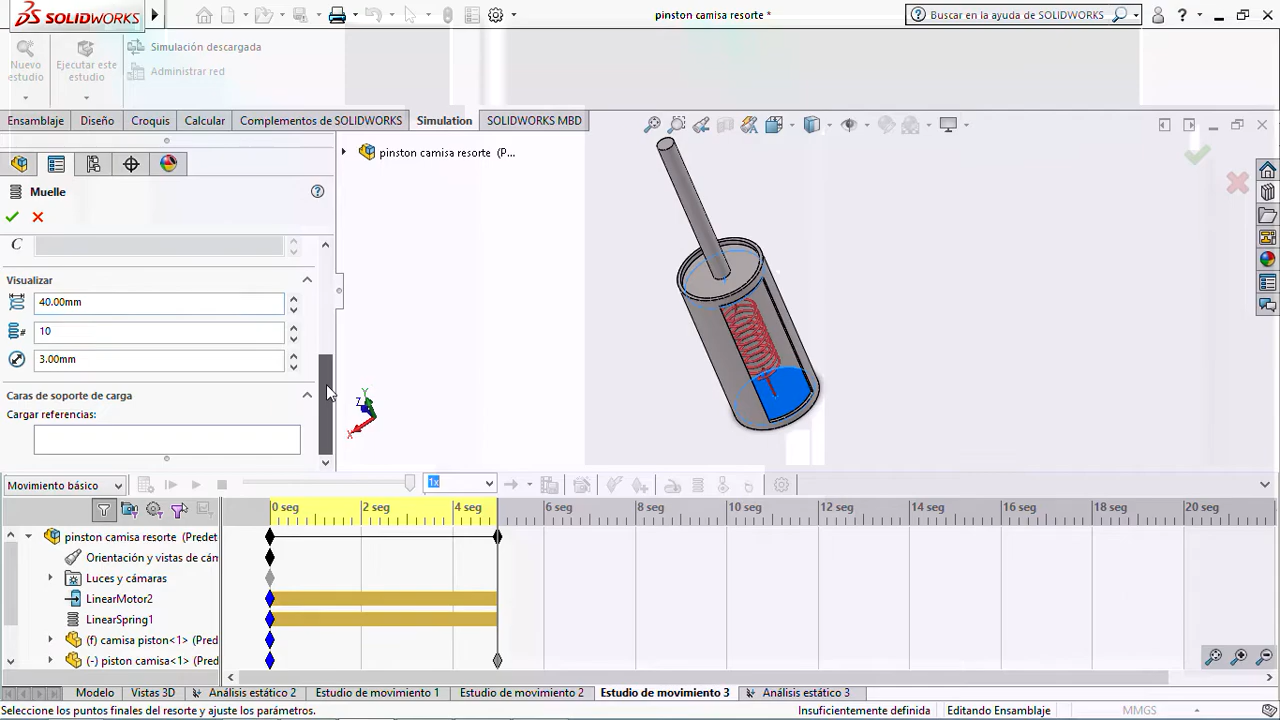 SOLIDWORKS
pinston camisa resorte *
Buscar en la ayuda de SOLIDWORKS
?
Nuevo estudio
Ejecutar este estudio
Simulación descargada
Administrar red
Ensamblaje
Diseño
Croquis
Calcular
Complementos de SOLIDWORKS
Simulation
SOLIDWORKS MBD
pinston camisa resorte (P...
Muelle
?
C
Visualizar
40.00mm
10
3.00mm
Caras de soporte de carga
Cargar referencias:
Y
Z
X
Movimiento básico
1x
0 seg
2 seg
4 seg
6 seg
8 seg
10 seg
12 seg
14 seg
16 seg
18 seg
20 seg
pinston camisa resorte (Predet
Orientación y vistas de cám
Luces y cámaras
LinearMotor2
LinearSpring1
(f) camisa piston<1> (Pred
(-) piston camisa<1> (Pred
Modelo
Vistas 3D
Análisis estático 2
Estudio de movimiento 1
Estudio de movimiento 2
Estudio de movimiento 3
Análisis estático 3
Seleccione los puntos finales del resorte y ajuste los parámetros.
Insuficientemente definida
Editando Ensamblaje
MMGS